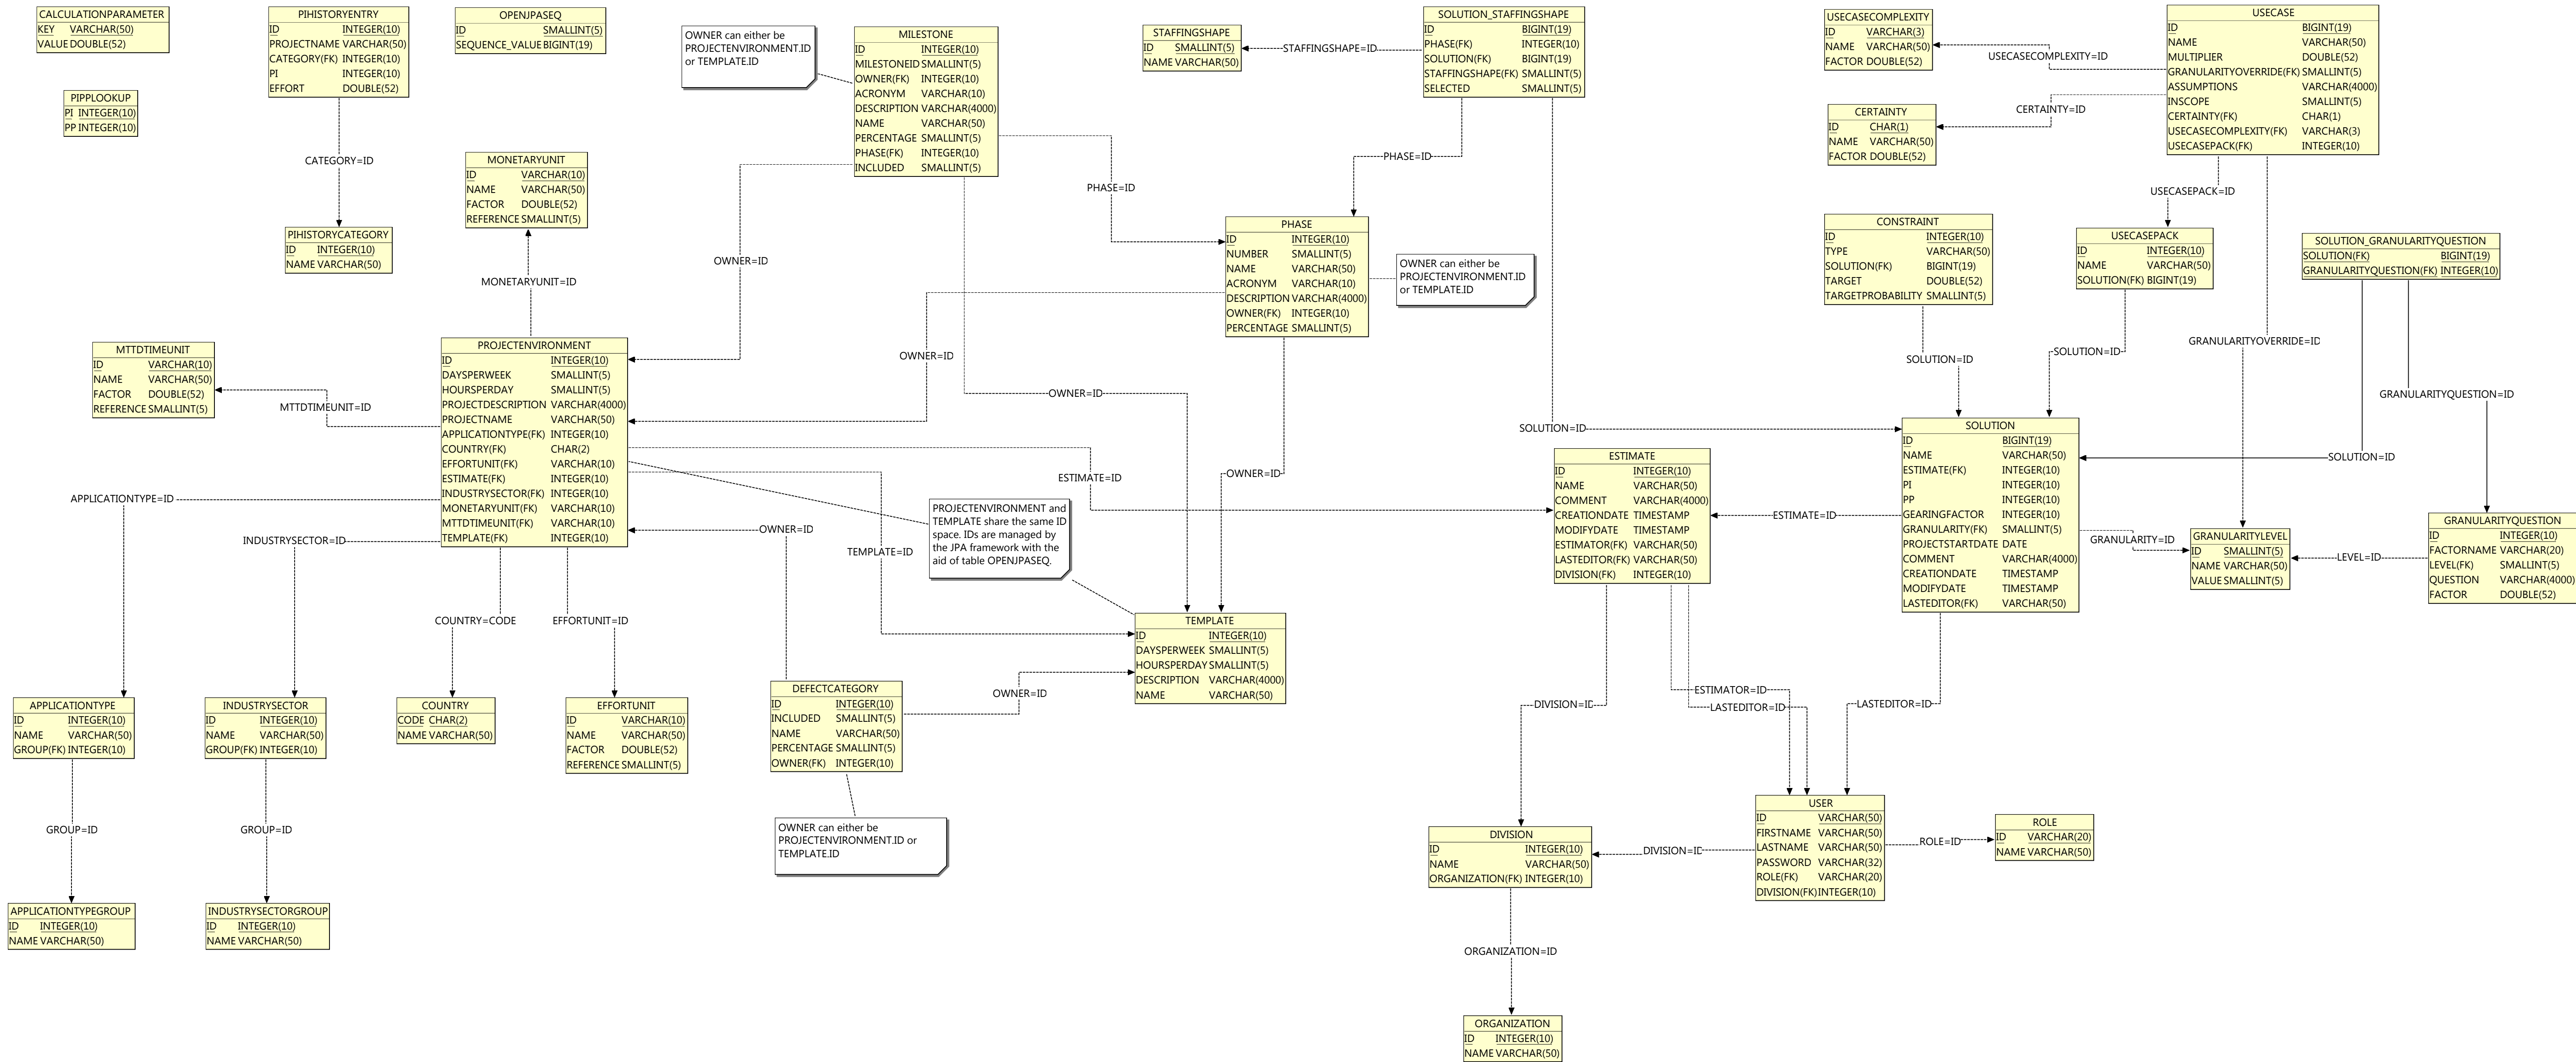 CALCULATIONPARAMETER
KEY VARCHAR(50)
VALUE DOUBLE(52)
PIHISTORYENTRY
ID INTEGER(10)
PROJECTNAME VARCHAR(50)
CATEGORY(FK) INTEGER(10)
PI INTEGER(10)
EFFORT DOUBLE(52)
OPENJPASEQ
ID SMALLINT(5)
SEQUENCE_VALUE BIGINT(19)
PIPPLOOKUP
PI INTEGER(10)
PP INTEGER(10)
CATEGORY=ID
PIHISTORYCATEGORY
ID INTEGER(10)
NAME VARCHAR(50)
MONETARYUNIT
ID VARCHAR(10)
NAME VARCHAR(50)
FACTOR DOUBLE(52)
REFERENCE SMALLINT(5)
MONETARYUNIT=ID
OWNER can either be
PROJECTENVIRONMENT.ID
or TEMPLATE.ID
MILESTONE
ID INTEGER(10)
MILESTONEID SMALLINT(5)
OWNER(FK) INTEGER(10)
ACRONYM VARCHAR(10)
DESCRIPTION VARCHAR(4000)
NAME VARCHAR(50)
PERCENTAGE SMALLINT(5)
PHASE(FK) INTEGER(10)
INCLUDED SMALLINT(5)
STAFFINGSHAPE
ID SMALLINT(5)
NAME VARCHAR(50)
STAFFINGSHAPE=ID
SOLUTION_STAFFINGSHAPE
ID BIGINT(19)
PHASE(FK) INTEGER(10)
SOLUTION(FK) BIGINT(19)
STAFFINGSHAPE(FK) SMALLINT(5)
SELECTED SMALLINT(5)
PHASE=ID
PHASE=ID
OWNER=ID
PHASE
ID INTEGER(10)
NUMBER SMALLINT(5)
NAME VARCHAR(50)
ACRONYM VARCHAR(10)
DESCRIPTION VARCHAR(4000)
OWNER(FK) INTEGER(10)
PERCENTAGE SMALLINT(5)
OWNER can either be
PROJECTENVIRONMENT.ID
or TEMPLATE.ID
USECASECOMPLEXITY
ID VARCHAR(3)
NAME VARCHAR(50)
FACTOR DOUBLE(52)
USECASECOMPLEXITY=ID
USECASE
ID BIGINT(19)
NAME VARCHAR(50)
MULTIPLIER DOUBLE(52)
GRANULARITYOVERRIDE(FK) SMALLINT(5)
ASSUMPTIONS VARCHAR(4000)
INSCOPE SMALLINT(5)
CERTAINTY(FK) CHAR(1)
USECASECOMPLEXITY(FK) VARCHAR(3)
USECASEPACK(FK) INTEGER(10)
CERTAINTY=ID
CERTAINTY
ID CHAR(1)
NAME VARCHAR(50)
FACTOR DOUBLE(52)
USECASEPACK=ID
CONSTRAINT
ID INTEGER(10)
TYPE VARCHAR(50)
SOLUTION(FK) BIGINT(19)
TARGET DOUBLE(52)
TARGETPROBABILITY SMALLINT(5)
USECASEPACK
ID INTEGER(10)
NAME VARCHAR(50)
SOLUTION(FK) BIGINT(19)
SOLUTION_GRANULARITYQUESTION
SOLUTION(FK) BIGINT(19)
GRANULARITYQUESTION(FK) INTEGER(10)
GRANULARITYOVERRIDE=ID
SOLUTION=ID
SOLUTION=ID
GRANULARITYQUESTION=ID
MTTDTIMEUNIT
ID VARCHAR(10)
NAME VARCHAR(50)
FACTOR DOUBLE(52)
REFERENCE SMALLINT(5)
MTTDTIMEUNIT=ID
PROJECTENVIRONMENT
ID INTEGER(10)
DAYSPERWEEK SMALLINT(5)
HOURSPERDAY SMALLINT(5)
PROJECTDESCRIPTION VARCHAR(4000)
PROJECTNAME VARCHAR(50)
APPLICATIONTYPE(FK) INTEGER(10)
COUNTRY(FK) CHAR(2)
EFFORTUNIT(FK) VARCHAR(10)
ESTIMATE(FK) INTEGER(10)
INDUSTRYSECTOR(FK) INTEGER(10)
MONETARYUNIT(FK) VARCHAR(10)
MTTDTIMEUNIT(FK) VARCHAR(10)
TEMPLATE(FK) INTEGER(10)
OWNER=ID
OWNER=ID
SOLUTION=ID
SOLUTION=ID
ESTIMATE=ID
OWNER=ID
APPLICATIONTYPE=ID
INDUSTRYSECTOR=ID
OWNER=ID
TEMPLATE=ID
PROJECTENVIRONMENT and
TEMPLATE share the same ID
space. IDs are managed by
the JPA framework with the
aid of table OPENJPASEQ.
ESTIMATE
ID INTEGER(10)
NAME VARCHAR(50)
COMMENT VARCHAR(4000)
CREATIONDATE TIMESTAMP
MODIFYDATE TIMESTAMP
ESTIMATOR(FK) VARCHAR(50)
LASTEDITOR(FK) VARCHAR(50)
DIVISION(FK) INTEGER(10)
ESTIMATE=ID
SOLUTION
ID BIGINT(19)
NAME VARCHAR(50)
ESTIMATE(FK) INTEGER(10)
PI INTEGER(10)
PP INTEGER(10)
GEARINGFACTOR INTEGER(10)
GRANULARITY(FK) SMALLINT(5)
PROJECTSTARTDATE DATE
COMMENT VARCHAR(4000)
CREATIONDATE TIMESTAMP
MODIFYDATE TIMESTAMP
LASTEDITOR(FK) VARCHAR(50)
GRANULARITY=ID
GRANULARITYLEVEL
ID SMALLINT(5)
NAME VARCHAR(50)
VALUE SMALLINT(5)
LEVEL=ID
GRANULARITYQUESTION
ID INTEGER(10)
FACTORNAME VARCHAR(20)
LEVEL(FK) SMALLINT(5)
QUESTION VARCHAR(4000)
FACTOR DOUBLE(52)
COUNTRY=CODE
EFFORTUNIT=ID
TEMPLATE
ID INTEGER(10)
DAYSPERWEEK SMALLINT(5)
HOURSPERDAY SMALLINT(5)
DESCRIPTION VARCHAR(4000)
NAME VARCHAR(50)
APPLICATIONTYPE
ID INTEGER(10)
NAME VARCHAR(50)
GROUP(FK) INTEGER(10)
INDUSTRYSECTOR
ID INTEGER(10)
NAME VARCHAR(50)
GROUP(FK) INTEGER(10)
COUNTRY
CODE CHAR(2)
NAME VARCHAR(50)
EFFORTUNIT
ID VARCHAR(10)
NAME VARCHAR(50)
FACTOR DOUBLE(52)
REFERENCE SMALLINT(5)
DEFECTCATEGORY
ID INTEGER(10)
INCLUDED SMALLINT(5)
NAME VARCHAR(50)
PERCENTAGE SMALLINT(5)
OWNER(FK) INTEGER(10)
OWNER=ID
DIVISION=ID
ESTIMATOR=ID
LASTEDITOR=ID
LASTEDITOR=ID
GROUP=ID
GROUP=ID
OWNER can either be
PROJECTENVIRONMENT.ID or
TEMPLATE.ID
DIVISION
ID INTEGER(10)
NAME VARCHAR(50)
ORGANIZATION(FK) INTEGER(10)
DIVISION=ID
USER
ID VARCHAR(50)
FIRSTNAME VARCHAR(50)
LASTNAME VARCHAR(50)
PASSWORD VARCHAR(32)
ROLE(FK) VARCHAR(20)
DIVISION(FK) INTEGER(10)
ROLE=ID
ROLE
ID VARCHAR(20)
NAME VARCHAR(50)
APPLICATIONTYPEGROUP
ID INTEGER(10)
NAME VARCHAR(50)
INDUSTRYSECTORGROUP
ID INTEGER(10)
NAME VARCHAR(50)
ORGANIZATION=ID
ORGANIZATION
ID INTEGER(10)
NAME VARCHAR(50)